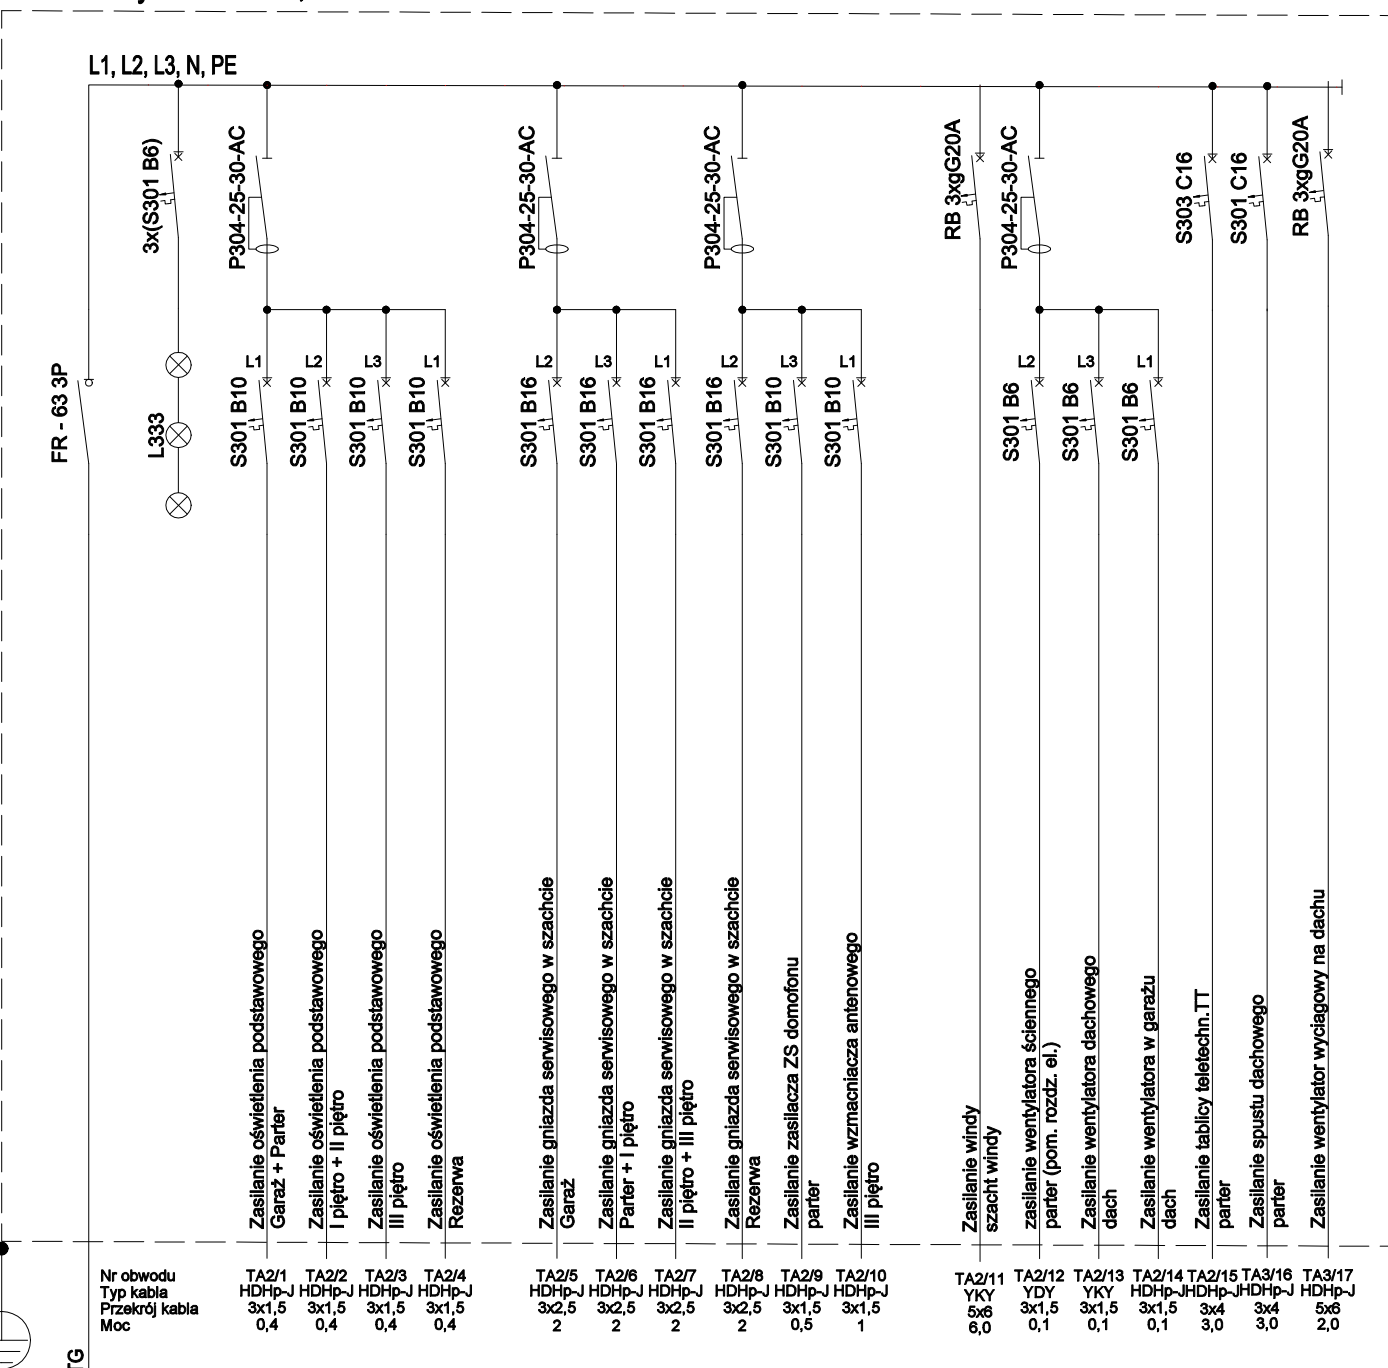 L1, L2, L3, N, PE
3x(S301 B6)
P304-25-30-AC
P304-25-30-AC
P304-25-30-AC
RB 3xgG20A
P304-25-30-AC
S303 C16
S301 C16
RB 3xgG20A
FR - 63 3P
L333
L1
L2
L3
L1
L2
L3
L1
L2
L3
L1
L2
L3
L1
S301 B10
S301 B10
S301 B10
S301 B10
S301 B16
S301 B16
S301 B16
S301 B16
S301 B10
S301 B10
S301 B6
S301 B6
S301 B6
Zasilanie oświetlenia podstawowego
Garaż + Parter
Zasilanie oświetlenia podstawowego
I piętro + II piętro
Zasilanie oświetlenia podstawowego
III piętro
Zasilanie oświetlenia podstawowego
Rezerwa
Zasilanie gniazda serwisowego w szachcie
Garaż
Zasilanie gniazda serwisowego w szachcie
Parter + I piętro
Zasilanie gniazda serwisowego w szachcie
II piętro + III piętro
Zasilanie gniazda serwisowego w szachcie
Rezerwa
Zasilanie zasilacza ZS domofonu
parter
Zasilanie wzmacniacza antenowego
III piętro
Zasilanie windy
szacht windy
zasilanie wentylatora ściennego
parter (pom. rozdz. el.)
Zasilanie wentylatora dachowego
dach
Zasilanie wentylatora w garażu
dach
Zasilanie tablicy teletechn.TT
parter
Zasilanie spustu dachowego
parter
Zasilanie wentylator wyciągowy na dachu
Nr obwodu TA2/1 TA2/2 TA2/3 TA2/4 TA2/5 TA2/6 TA2/7 TA2/8 TA2/9 TA2/10 TA2/11 TA2/12 TA2/13 TA2/14 TA2/15 TA3/16 TA3/17
Typ kabla HDHp-J HDHp-J HDHp-J HDHp-J HDHp-J HDHp-J HDHp-J HDHp-J HDHp-J HDHp-J YKY YDY YKY HDHp-J HDHp-J HDHp-J HDHp-J
Przekrój kabla 3x1,5 3x1,5 3x1,5 3x1,5 3x2,5 3x2,5 3x2,5 3x2,5 3x1,5 3x1,5 5x6 3x1,5 3x1,5 3x1,5 3x4 3x4 5x6
Moc 0,4 0,4 0,4 0,4 2 2 2 2 0,5 1 6,0 0,1 0,1 0,1 3,0 3,0 2,0
TG